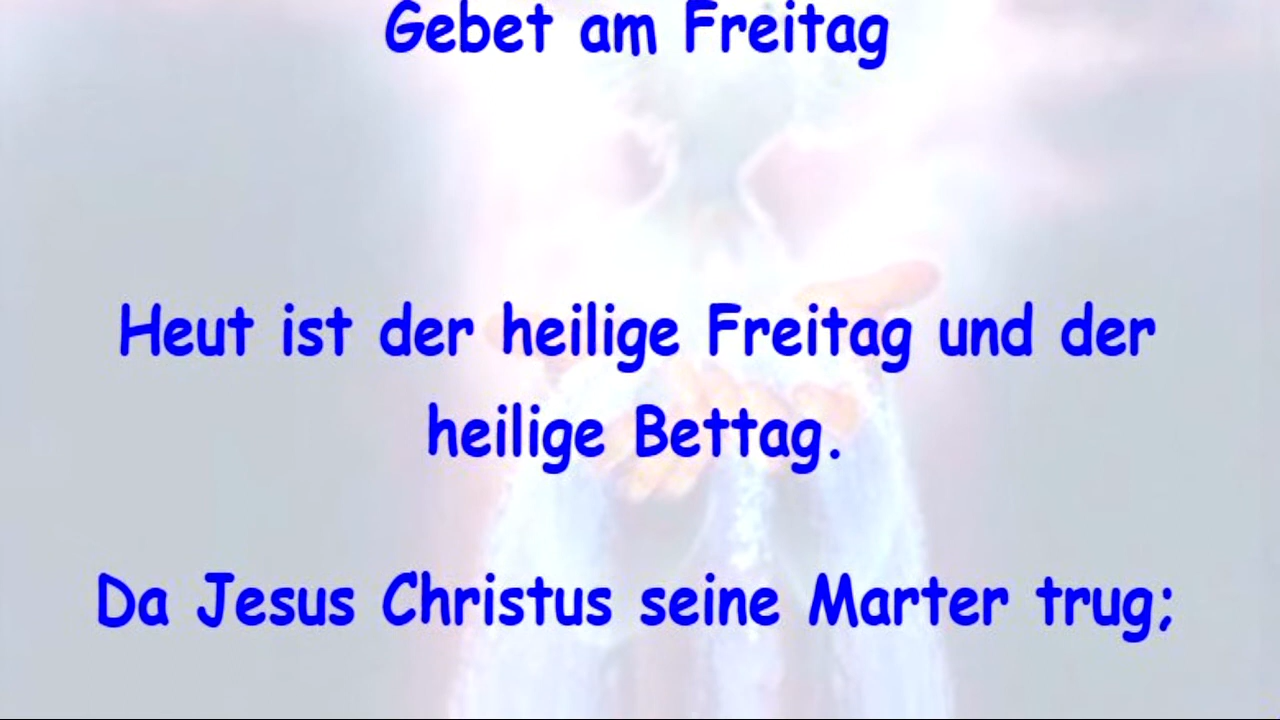 Gebet am Freitag
Heut ist der heilige Freitag und der
heilige Bettag.
Da Jesus Christus seine Marter trug;